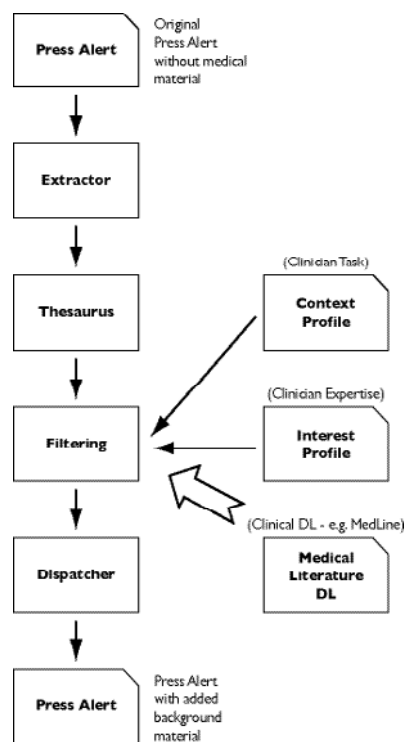 Press Alert
Original
Press Alert
without medical
material
Extractor
Thesaurus
(Clinician Task)
Context
Profile
Filtering
(Clinician Expertise)
Interest
Profile
(Clinical DL - e.g. MedLine)
Medical
Literature
DL
Dispatcher
Press Alert
Press Alert
with added
background
material